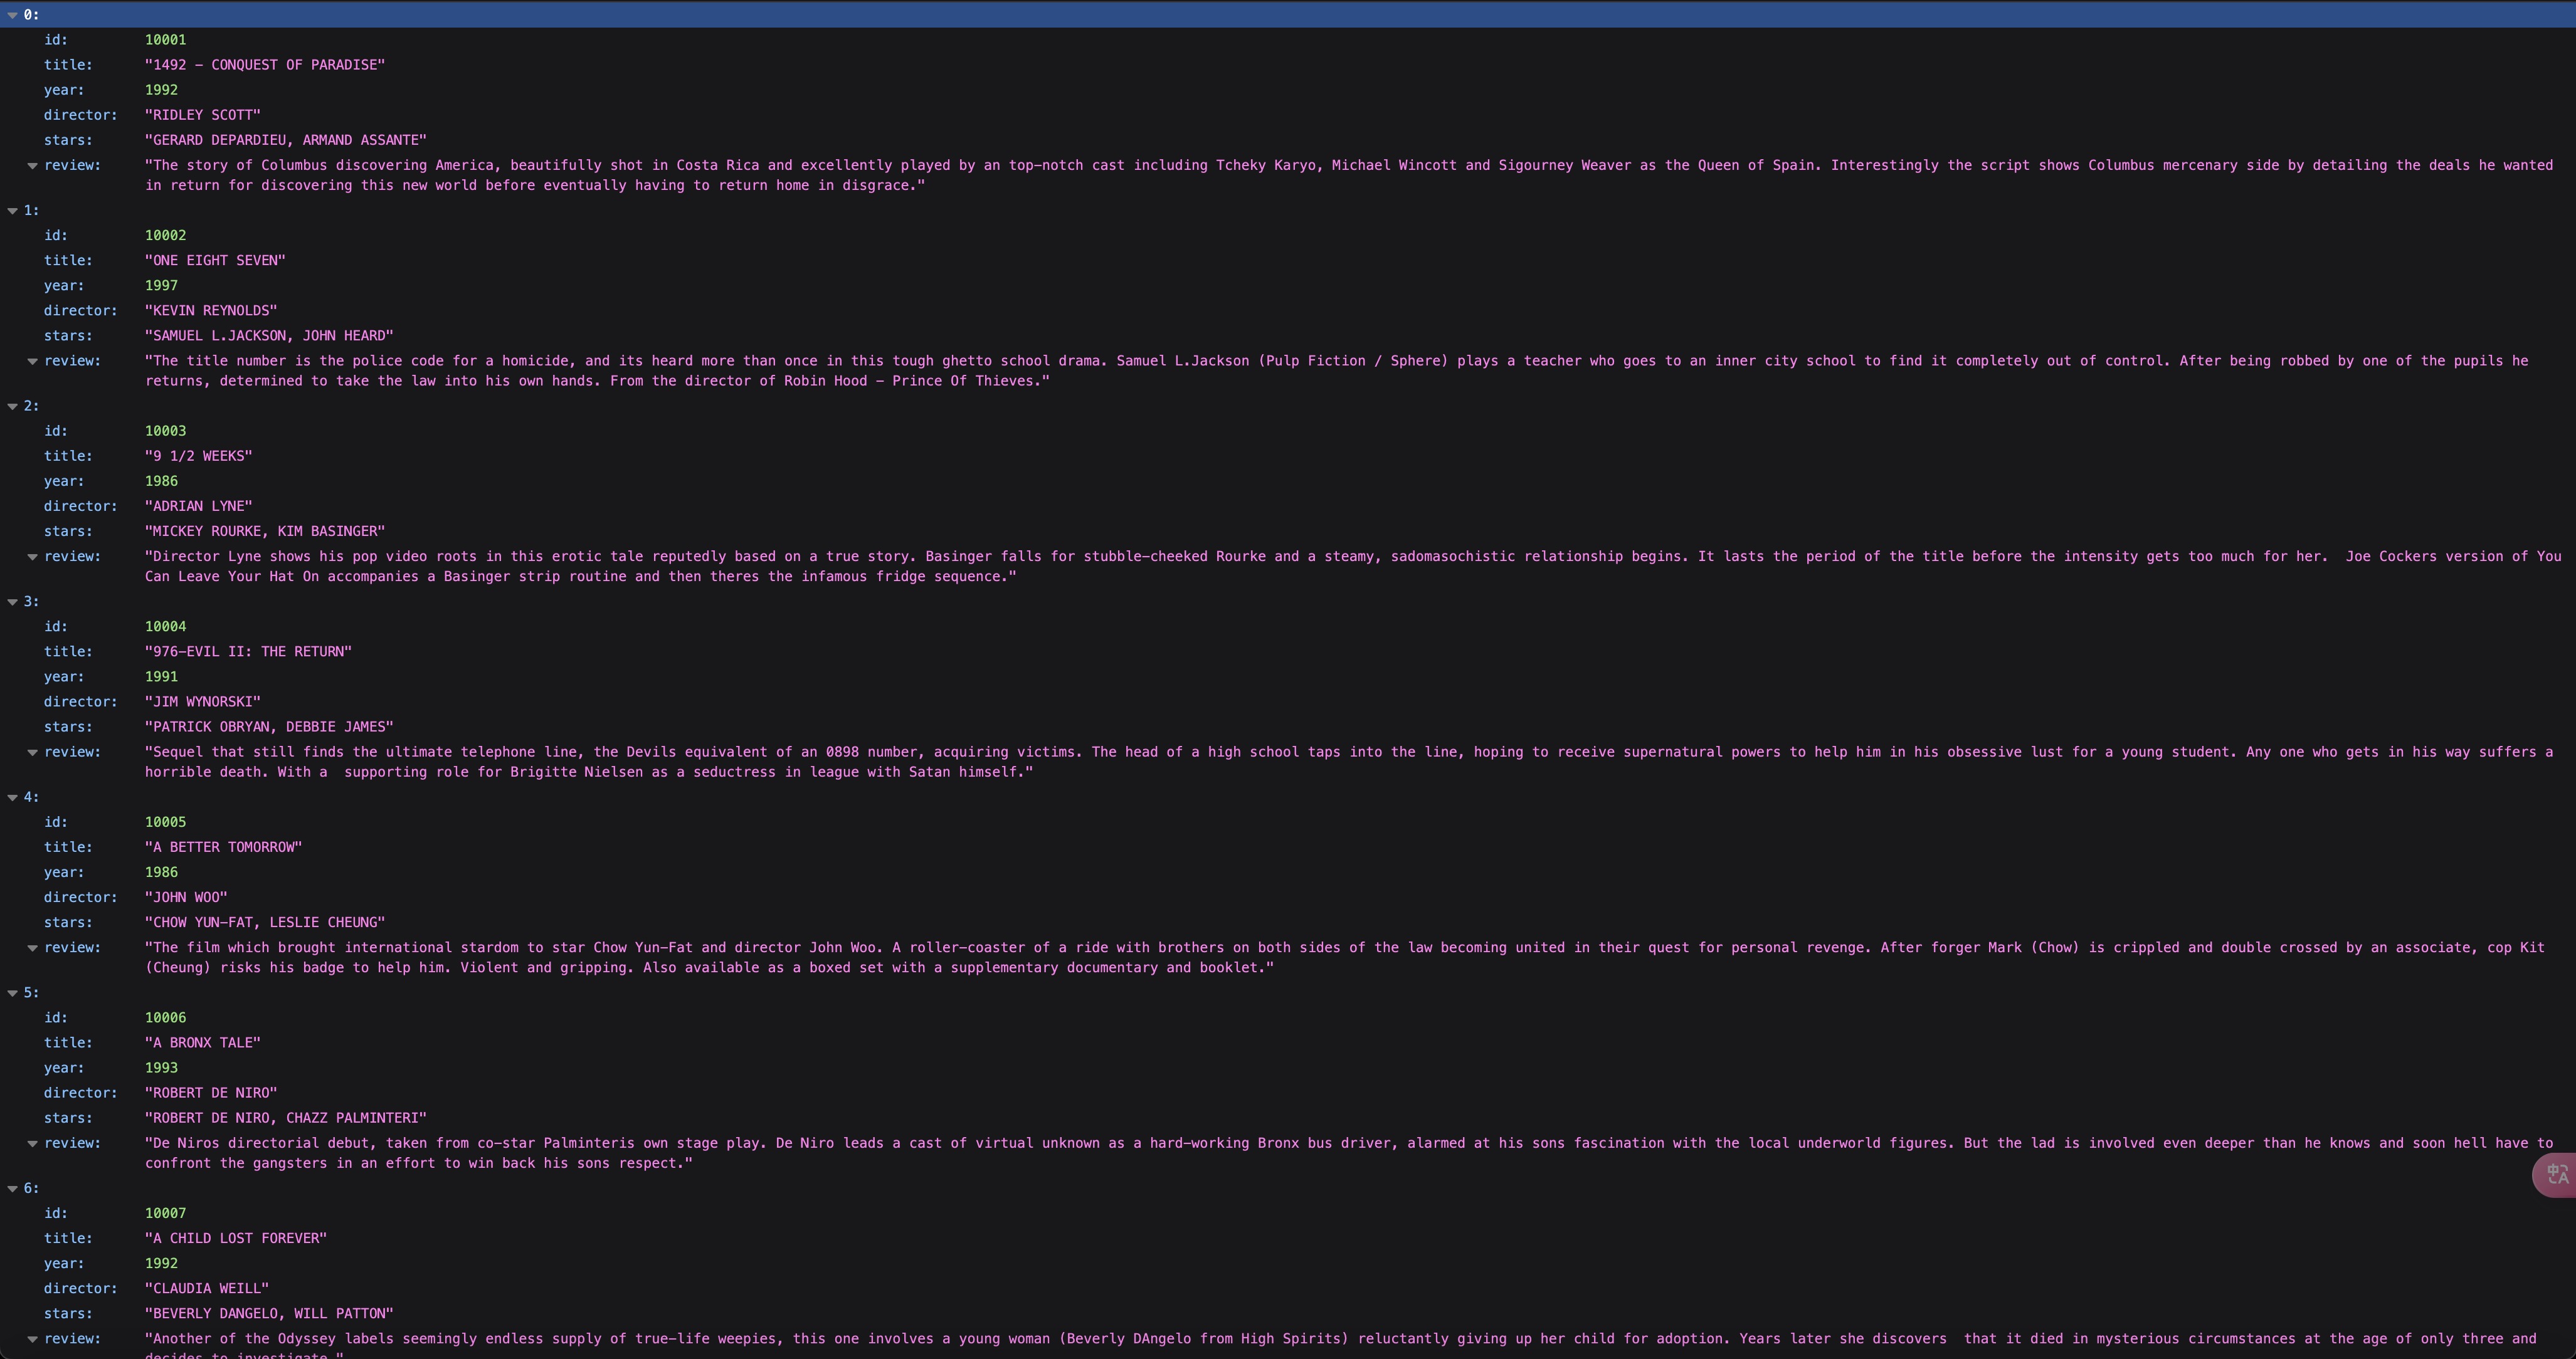 0:
id: 10001
title: "1492 - CONQUEST OF PARADISE"
year: 1992
director: "RIDLEY SCOTT"
stars: "GERARD DEPARDIEU, ARMAND ASSANTE"
review: "The story of Columbus discovering America, beautifully shot in Costa Rica and excellently played by an top-notch cast including Tcheky Karyo, Michael Wincott and Sigourney Weaver as the Queen of Spain. Interestingly the script shows Columbus mercenary side by detailing the deals he wanted
in return for discovering this new world before eventually having to return home in disgrace."
1:
id: 10002
title: "ONE EIGHT SEVEN"
year: 1997
director: "KEVIN REYNOLDS"
stars: "SAMUEL L.JACKSON, JOHN HEARD"
review: "The title number is the police code for a homicide, and its heard more than once in this tough ghetto school drama. Samuel L.Jackson (Pulp Fiction / Sphere) plays a teacher who goes to an inner city school to find it completely out of control. After being robbed by one of the pupils he
returns, determined to take the law into his own hands. From the director of Robin Hood - Prince Of Thieves."
2:
id: 10003
title: "9 1/2 WEEKS"
year: 1986
director: "ADRIAN LYNE"
stars: "MICKEY ROURKE, KIM BASINGER"
review: "Director Lyne shows his pop video roots in this erotic tale reputedly based on a true story. Basinger falls for stubble-cheeked Rourke and a steamy, sadomasochistic relationship begins. It lasts the period of the title before the intensity gets too much for her.  Joe Cockers version of You
Can Leave Your Hat On accompanies a Basinger strip routine and then theres the infamous fridge sequence."
3:
id: 10004
title: "976-EVIL II: THE RETURN"
year: 1991
director: "JIM WYNORSKI"
stars: "PATRICK OBRYAN, DEBBIE JAMES"
review: "Sequel that still finds the ultimate telephone line, the Devils equivalent of an 0898 number, acquiring victims. The head of a high school taps into the line, hoping to receive supernatural powers to help him in his obsessive lust for a young student. Any one who gets in his way suffers a
horrible death. With a  supporting role for Brigitte Nielsen as a seductress in league with Satan himself."
4:
id: 10005
title: "A BETTER TOMORROW"
year: 1986
director: "JOHN WOO"
stars: "CHOW YUN-FAT, LESLIE CHEUNG"
review: "The film which brought international stardom to star Chow Yun-Fat and director John Woo. A roller-coaster of a ride with brothers on both sides of the law becoming united in their quest for personal revenge. After forger Mark (Chow) is crippled and double crossed by an associate, cop Kit
(Cheung) risks his badge to help him. Violent and gripping. Also available as a boxed set with a supplementary documentary and booklet."
5:
id: 10006
title: "A BRONX TALE"
year: 1993
director: "ROBERT DE NIRO"
stars: "ROBERT DE NIRO, CHAZZ PALMINTERI"
review: "De Niros directorial debut, taken from co-star Palminteris own stage play. De Niro leads a cast of virtual unknown as a hard-working Bronx bus driver, alarmed at his sons fascination with the local underworld figures. But the lad is involved even deeper than he knows and soon hell have to
confront the gangsters in an effort to win back his sons respect."
6:
id: 10007
title: "A CHILD LOST FOREVER"
year: 1992
director: "CLAUDIA WEILL"
stars: "BEVERLY DANGELO, WILL PATTON"
review: "Another of the Odyssey labels seemingly endless supply of true-life weepies, this one involves a young woman (Beverly DAngelo from High Spirits) reluctantly giving up her child for adoption. Years later she discovers  that it died in mysterious circumstances at the age of only three and
decides to investigate."